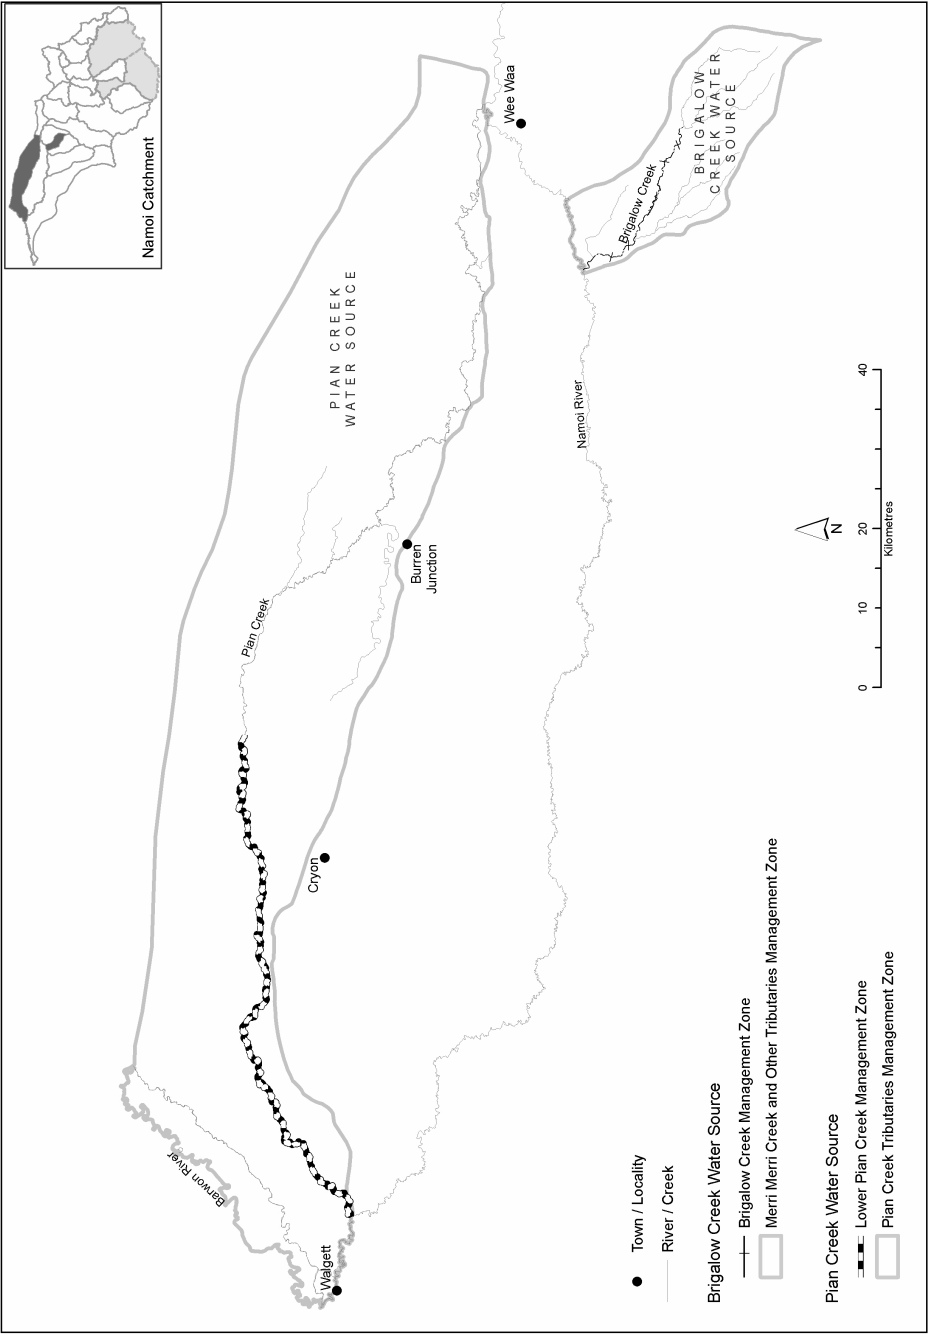 Namoi Catchment
Wee Waa
BRIGALOW
CREEK WATER
SOURCE
Brigalow Creek
PIAN CREEK
WATER SOURCE
Namoi River
Burren
Junction
Pian Creek
Cryon
Barwon River
Walgett
N
0
10
20
40
Kilometres
Town / Locality
River / Creek
Brigalow Creek Water Source
Brigalow Creek Management Zone
Merri Merri Creek and Other Tributaries Management Zone
Pian Creek Water Source
Lower Pian Creek Management Zone
Pian Creek Tributaries Management Zone